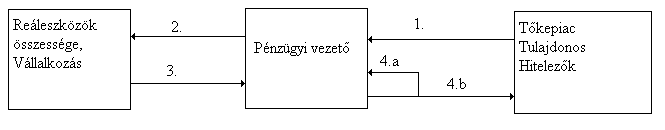 Reáleszközök
összessége,
Vállalkozás
2.
3.
Pénzügyi vezető
1.
4.a
4.b
Tőkepiac
Tulajdonos
Hitelezők